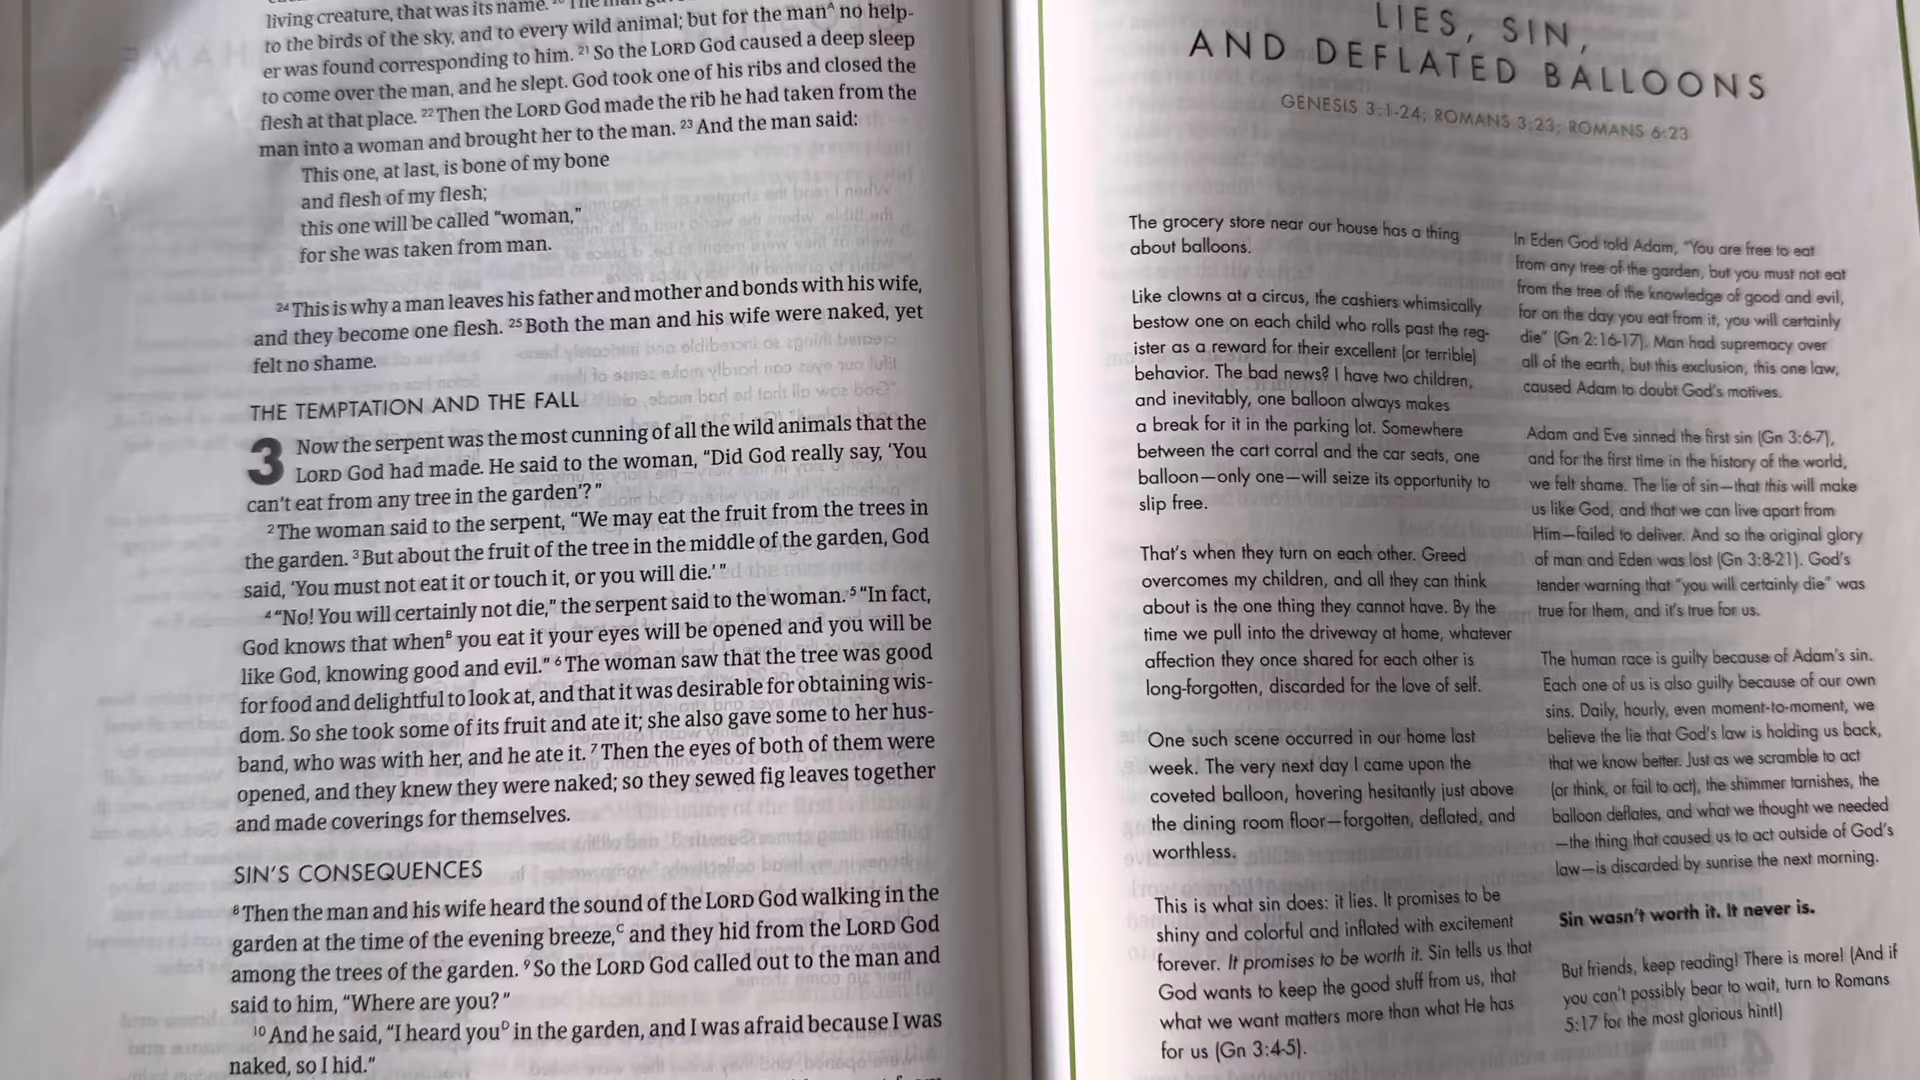 living creature, that was its name. 20 The man
to the birds of the sky, and to every wild animal; but for the manA no help-
er was found corresponding to him. 21 So the LORD God caused a deep sleep
to come over the man, and he slept. God took one of his ribs and closed the
flesh at that place. 22 Then the LORD God made the rib he had taken from the
man into a woman and brought her to the man. 23 And the man said:
This one, at last, is bone of my bone
and flesh of my flesh;
this one will be called “woman,”
for she was taken from man.
24 This is why a man leaves his father and mother and bonds with his wife,
and they become one flesh. 25 Both the man and his wife were naked, yet
felt no shame.
THE TEMPTATION AND THE FALL
3 Now the serpent was the most cunning of all the wild animals that the
LORD God had made. He said to the woman, “Did God really say, ‘You
can't eat from any tree in the garden’?”
2 The woman said to the serpent, “We may eat the fruit from the trees in
the garden. 3 But about the fruit of the tree in the middle of the garden, God
said, ‘You must not eat it or touch it, or you will die.’”
4 “No! You will certainly not die,” the serpent said to the woman. 5 “In fact,
God knows that whenB you eat it your eyes will be opened and you will be
like God, knowing good and evil.” 6 The woman saw that the tree was good
for food and delightful to look at, and that it was desirable for obtaining wis-
dom. So she took some of its fruit and ate it; she also gave some to her hus-
band, who was with her, and he ate it. 7 Then the eyes of both of them were
opened, and they knew they were naked; so they sewed fig leaves together
and made coverings for themselves.
SIN'S CONSEQUENCES
8 Then the man and his wife heard the sound of the LORD God walking in the
garden at the time of the evening breeze,C and they hid from the LORD God
among the trees of the garden. 9 So the LORD God called out to the man and
said to him, “Where are you?”
10 And he said, “I heard youD in the garden, and I was afraid because I was
naked, so I hid.”
LIES, SIN,
AND DEFLATED BALLOONS
GENESIS 3:1-24; ROMANS 3:23; ROMANS 6:23
The grocery store near our house has a thing
about balloons.
Like clowns at a circus, the cashiers whimsically
bestow one on each child who rolls past the reg-
ister as a reward for their excellent (or terrible)
behavior. The bad news? I have two children,
and inevitably, one balloon always makes
a break for it in the parking lot. Somewhere
between the cart corral and the car seats, one
balloon—only one—will seize its opportunity to
slip free.
That's when they turn on each other. Greed
overcomes my children, and all they can think
about is the one thing they cannot have. By the
time we pull into the driveway at home, whatever
affection they once shared for each other is
long-forgotten, discarded for the love of self.
One such scene occurred in our home last
week. The very next day I came upon the
coveted balloon, hovering hesitantly just above
the dining room floor—forgotten, deflated, and
worthless.
This is what sin does: it lies. It promises to be
shiny and colorful and inflated with excitement
forever. It promises to be worth it. Sin tells us that
God wants to keep the good stuff from us, that
what we want matters more than what He has
for us (Gn 3:4-5).
In Eden God told Adam, “You are free to eat
from any tree of the garden, but you must not eat
from the tree of the knowledge of good and evil,
for on the day you eat from it, you will certainly
die” (Gn 2:16-17). Man had supremacy over
all of the earth, but this exclusion, this one law,
caused Adam to doubt God's motives.
Adam and Eve sinned the first sin (Gn 3:6-7),
and for the first time in the history of the world,
we felt shame. The lie of sin—that this will make
us like God, and that we can live apart from
Him—failed to deliver. And so the original glory
of man and Eden was lost (Gn 3:8-21). God's
tender warning that “you will certainly die” was
true for them, and it's true for us.
The human race is guilty because of Adam's sin.
Each one of us is also guilty because of our own
sins. Daily, hourly, even moment-to-moment, we
believe the lie that God's law is holding us back,
that we know better. Just as we scramble to act
(or think, or fail to act), the shimmer tarnishes, the
balloon deflates, and what we thought we needed
—the thing that caused us to act outside of God's
law—is discarded by sunrise the next morning.
Sin wasn't worth it. It never is.
But friends, keep reading! There is more! (And if
you can't possibly bear to wait, turn to Romans
5:17 for the most glorious hint!)